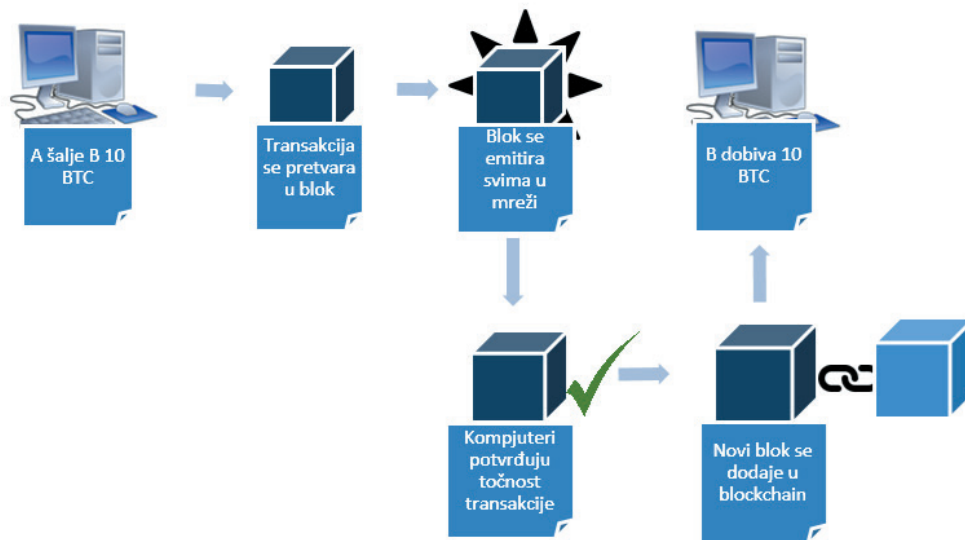 A šalje B 10
BTC
Transakcija
se pretvara
u blok
Blok se
emitira
svima u
mreži
Kompjuteri
potvrđuju
točnost
transakcije
Novi blok se
dodaje u
blockchain
B dobiva 10
BTC